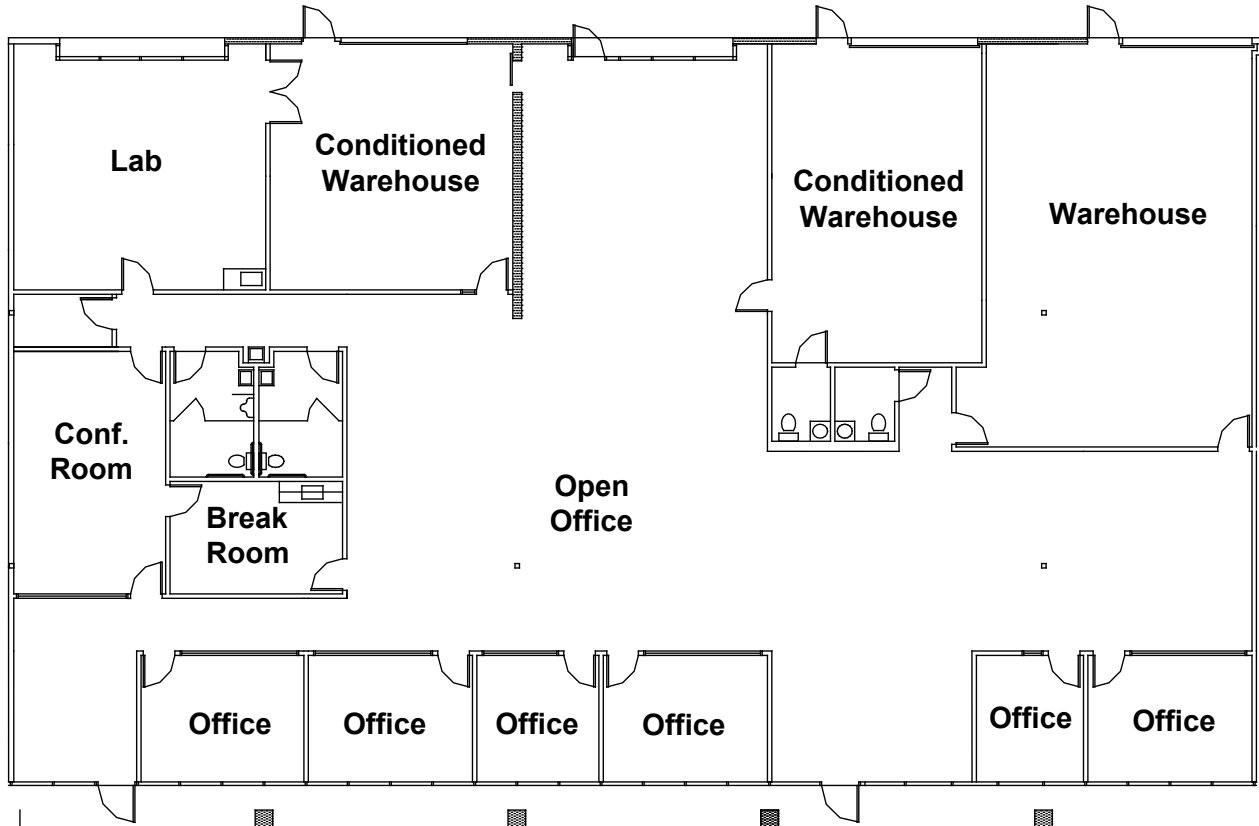 Lab
Conditioned
Warehouse
Conditioned
Warehouse
Warehouse
Conf.
Room
Break
Room
Open
Office
Office
Office
Office
Office
Office
Office